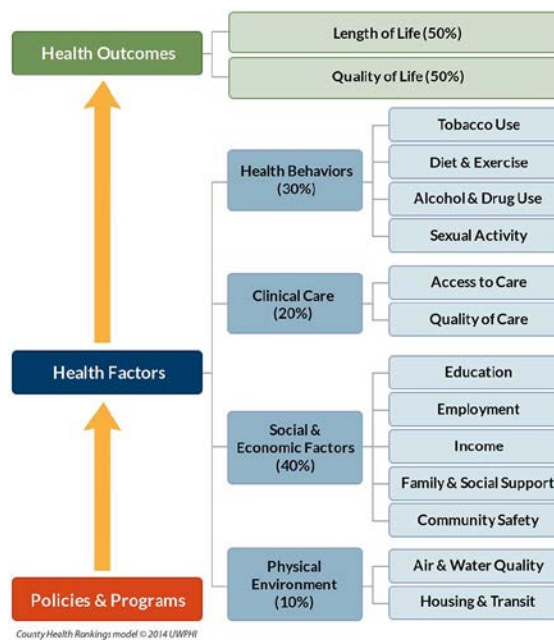 Health Outcomes
Length of Life (50%)
Quality of Life (50%)
Health Factors
Health Behaviors
(30%)
Tobacco Use
Diet & Exercise
Alcohol & Drug Use
Sexual Activity
Clinical Care
(20%)
Access to Care
Quality of Care
Social &
Economic Factors
(40%)
Education
Employment
Income
Family & Social Support
Community Safety
Physical
Environment
(10%)
Air & Water Quality
Housing & Transit
Policies & Programs
County Health Rankings model © 2014 UWPHI